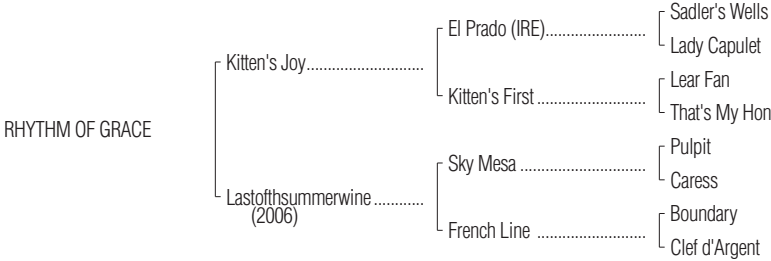 Sadler's Wells
El Prado (IRE)........................
Lady Capulet
Kitten's Joy...........................
Lear Fan
Kitten's First .........................
That's My Hon
RHYTHM OF GRACE
Pulpit
Sky Mesa .............................
Caress
Lastofthsummerwine ............
(2006)
Boundary
French Line .........................
Clef d'Argent